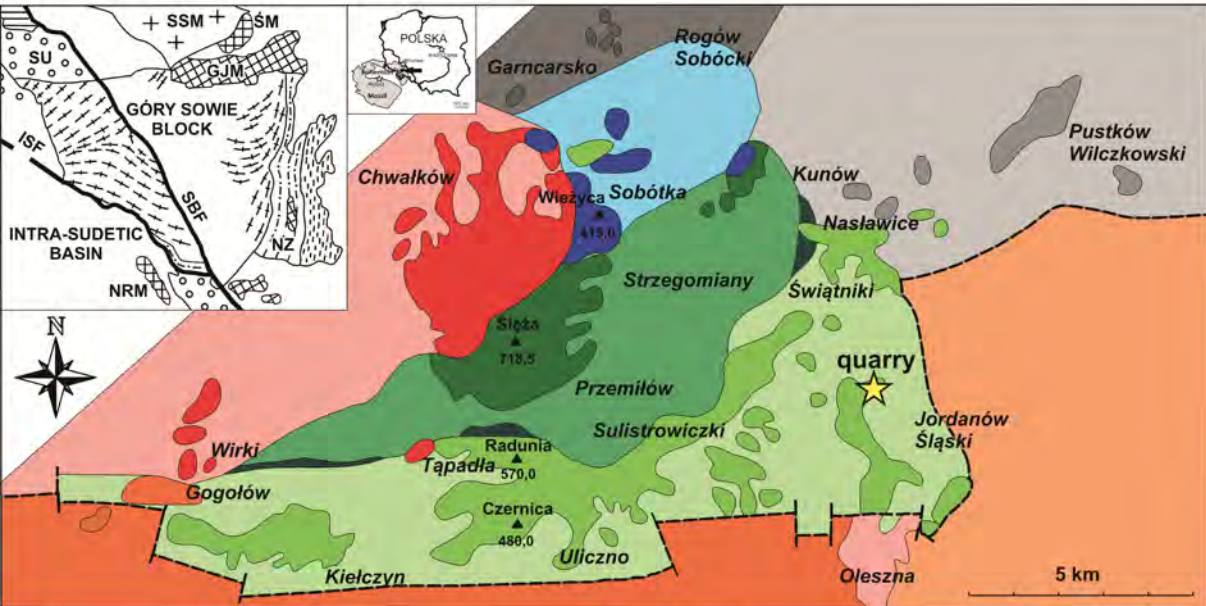 SSM
ŚM
SU
GJM
GÓRY SOWIE
BLOCK
ISF
SBF
INTRA-SUDETIC
BASIN
NZ
NRM
POLSKA
N
Garncarsko
Rogów
Sobócki
Pustków
Wilczkowski
Chwałków
Kunów
Wieżyca
Sobótka
415,0
Nasławice
Strzegomiany
Świątniki
Ślęża
718,5
quarry
Przemiłów
Jordanów
Śląski
Sulistrowiczki
Wirki
Radunia
Tąpadła
570,0
Gogołów
Czernica
480,0
Uliczno
Kiełczyn
Oleszna
5 km